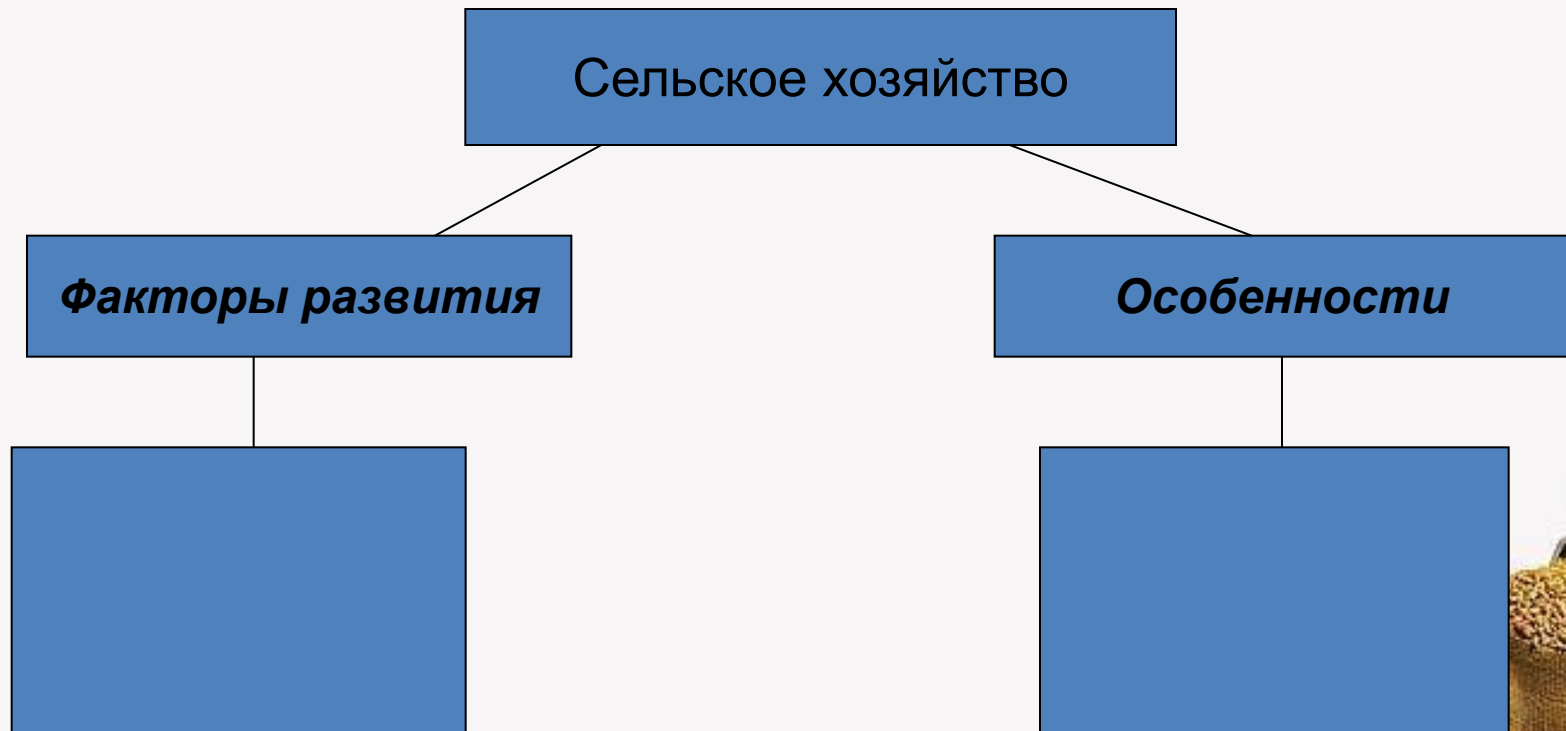 Сельское хозяйство
Факторы развития
Особенности